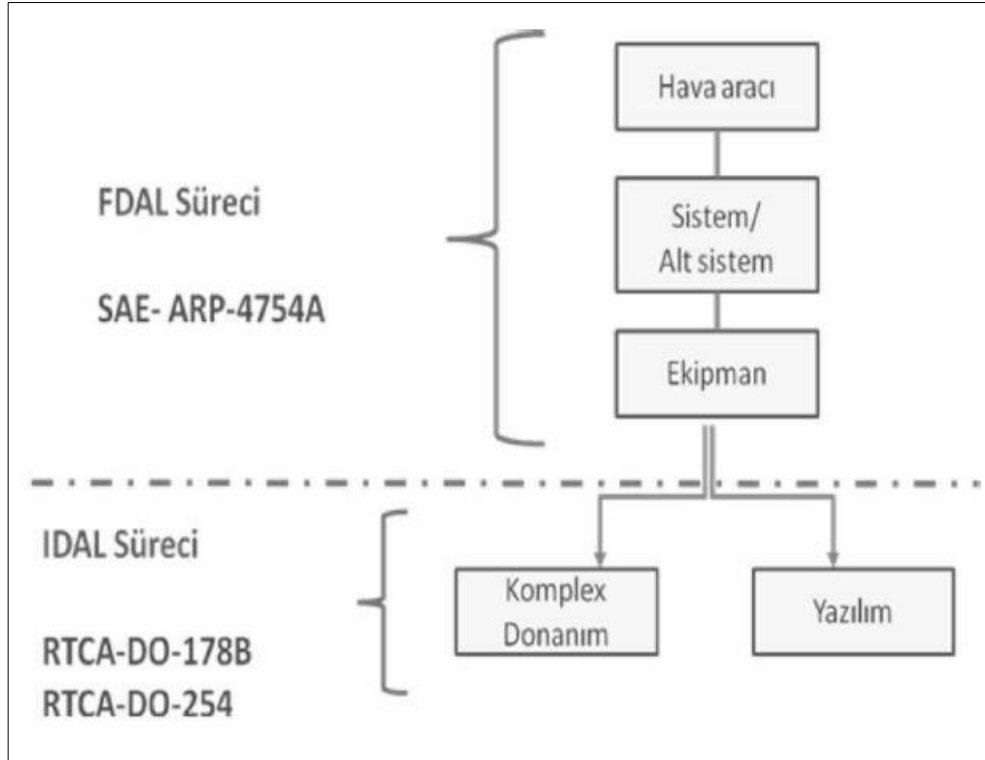 Hava aracı
FDAL Süreci
SAE- ARP-4754A
Sistem/
Alt sistem
Ekipman
IDAL Süreci
RTCA-DO-178B
RTCA-DO-254
Komplex
Donanım
Yazılım